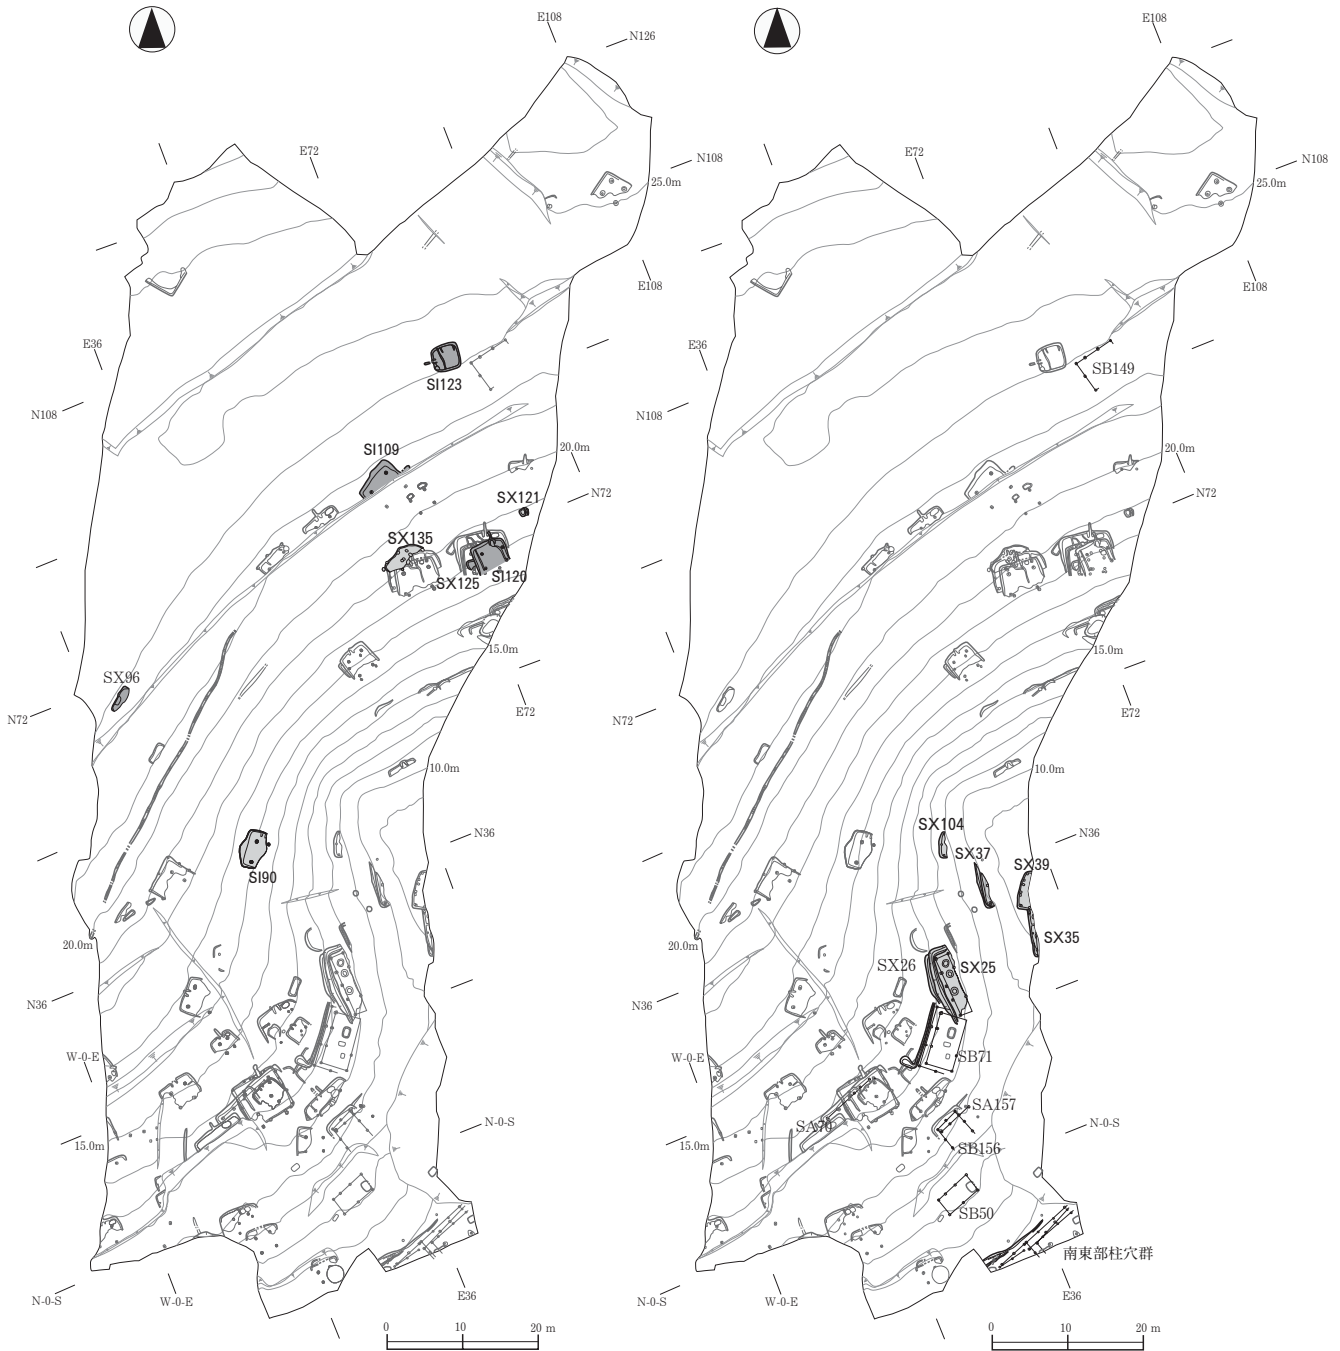 E108
N126
E72
N108
25.0m
E108
E36
SI123
N108
SI109
20.0m
SX121
N72
SX135
SX125
SI120
15.0m
SX96
E72
N72
10.0m
N36
SI90
20.0m
N36
W-0-E
N-0-S
15.0m
N-0-S
W-0-E
E36
0 10 20 m
E108
E72
N108
25.0m
E108
E36
SB149
N108
20.0m
N72
15.0m
N72
E72
10.0m
SX104
N36
SX37
SX39
SX35
20.0m
SX26
SX25
N36
W-0-E
SB71
SA157
SA70
N-0-S
15.0m
SB156
SB50
南東部柱穴群
N-0-S
W-0-E
E36
0 10 20 m